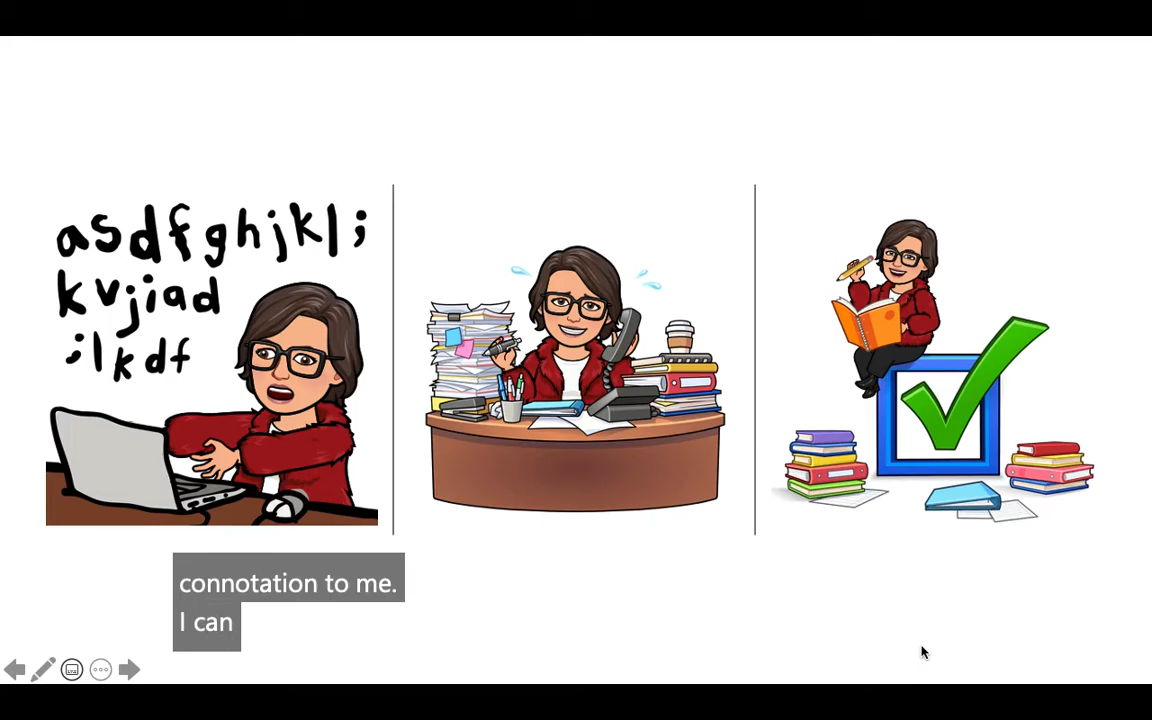 asdfghjkl;
kvjiad
;lkdf
connotation to me.
I can